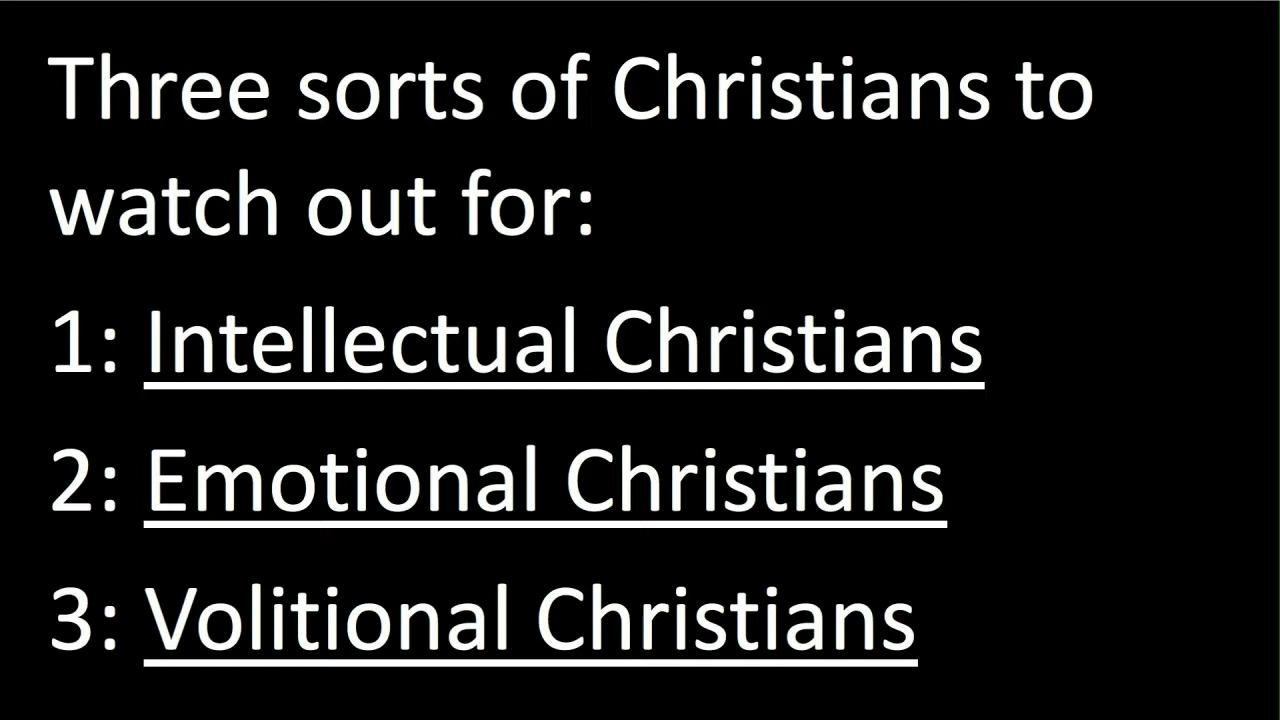 Three sorts of Christians to
watch out for:
1: Intellectual Christians
2: Emotional Christians
3: Volitional Christians